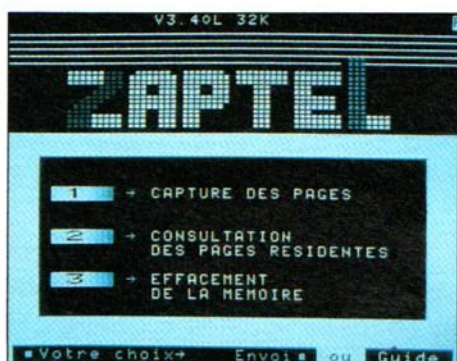 V3.40L 32K
ZAPTEL
1 → CAPTURE DES PAGES
2 → CONSULTATION
DES PAGES RESIDENTES
3 → EFFACEMENT
DE LA MEMOIRE
Votre choix→ Envoi ou Guide